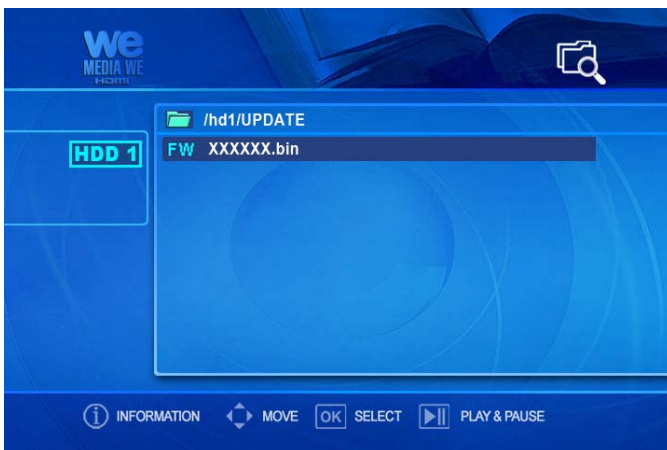 we
MEDIA WE
HDMI
/hd1/UPDATE
HDD 1
FW XXXXXX.bin
INFORMATION MOVE OK SELECT PLAY & PAUSE